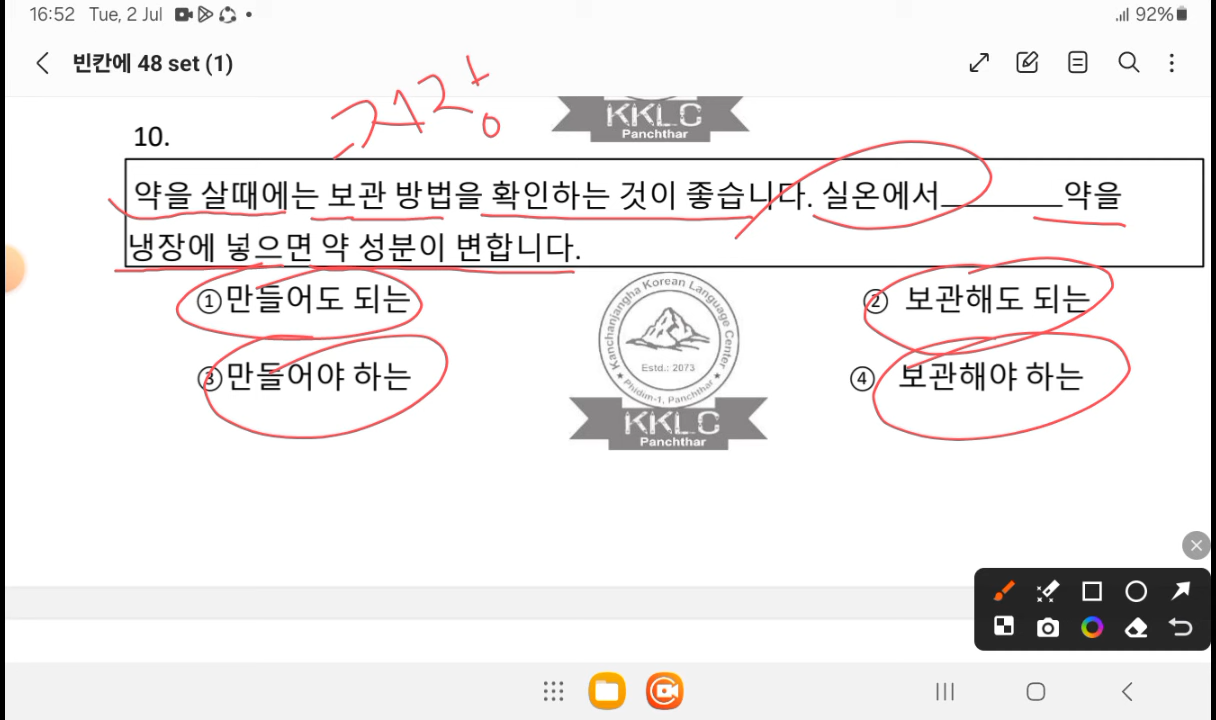 16:52 Tue, 2 Jul 92%
빈칸에 48 set (1)
KKLC
Panchthar
10.
약을 살때에는 보관 방법을 확인하는 것이 좋습니다. 실온에서________약을
냉장에 넣으면 약 성분이 변합니다.
①만들어도 되는
② 보관해도 되는
③만들어야 하는
④ 보관해야 하는
Kanchanjangha Korean Language Center
Estd.: 2073
Phidim-1, Panchthar
KKLC
Panchthar